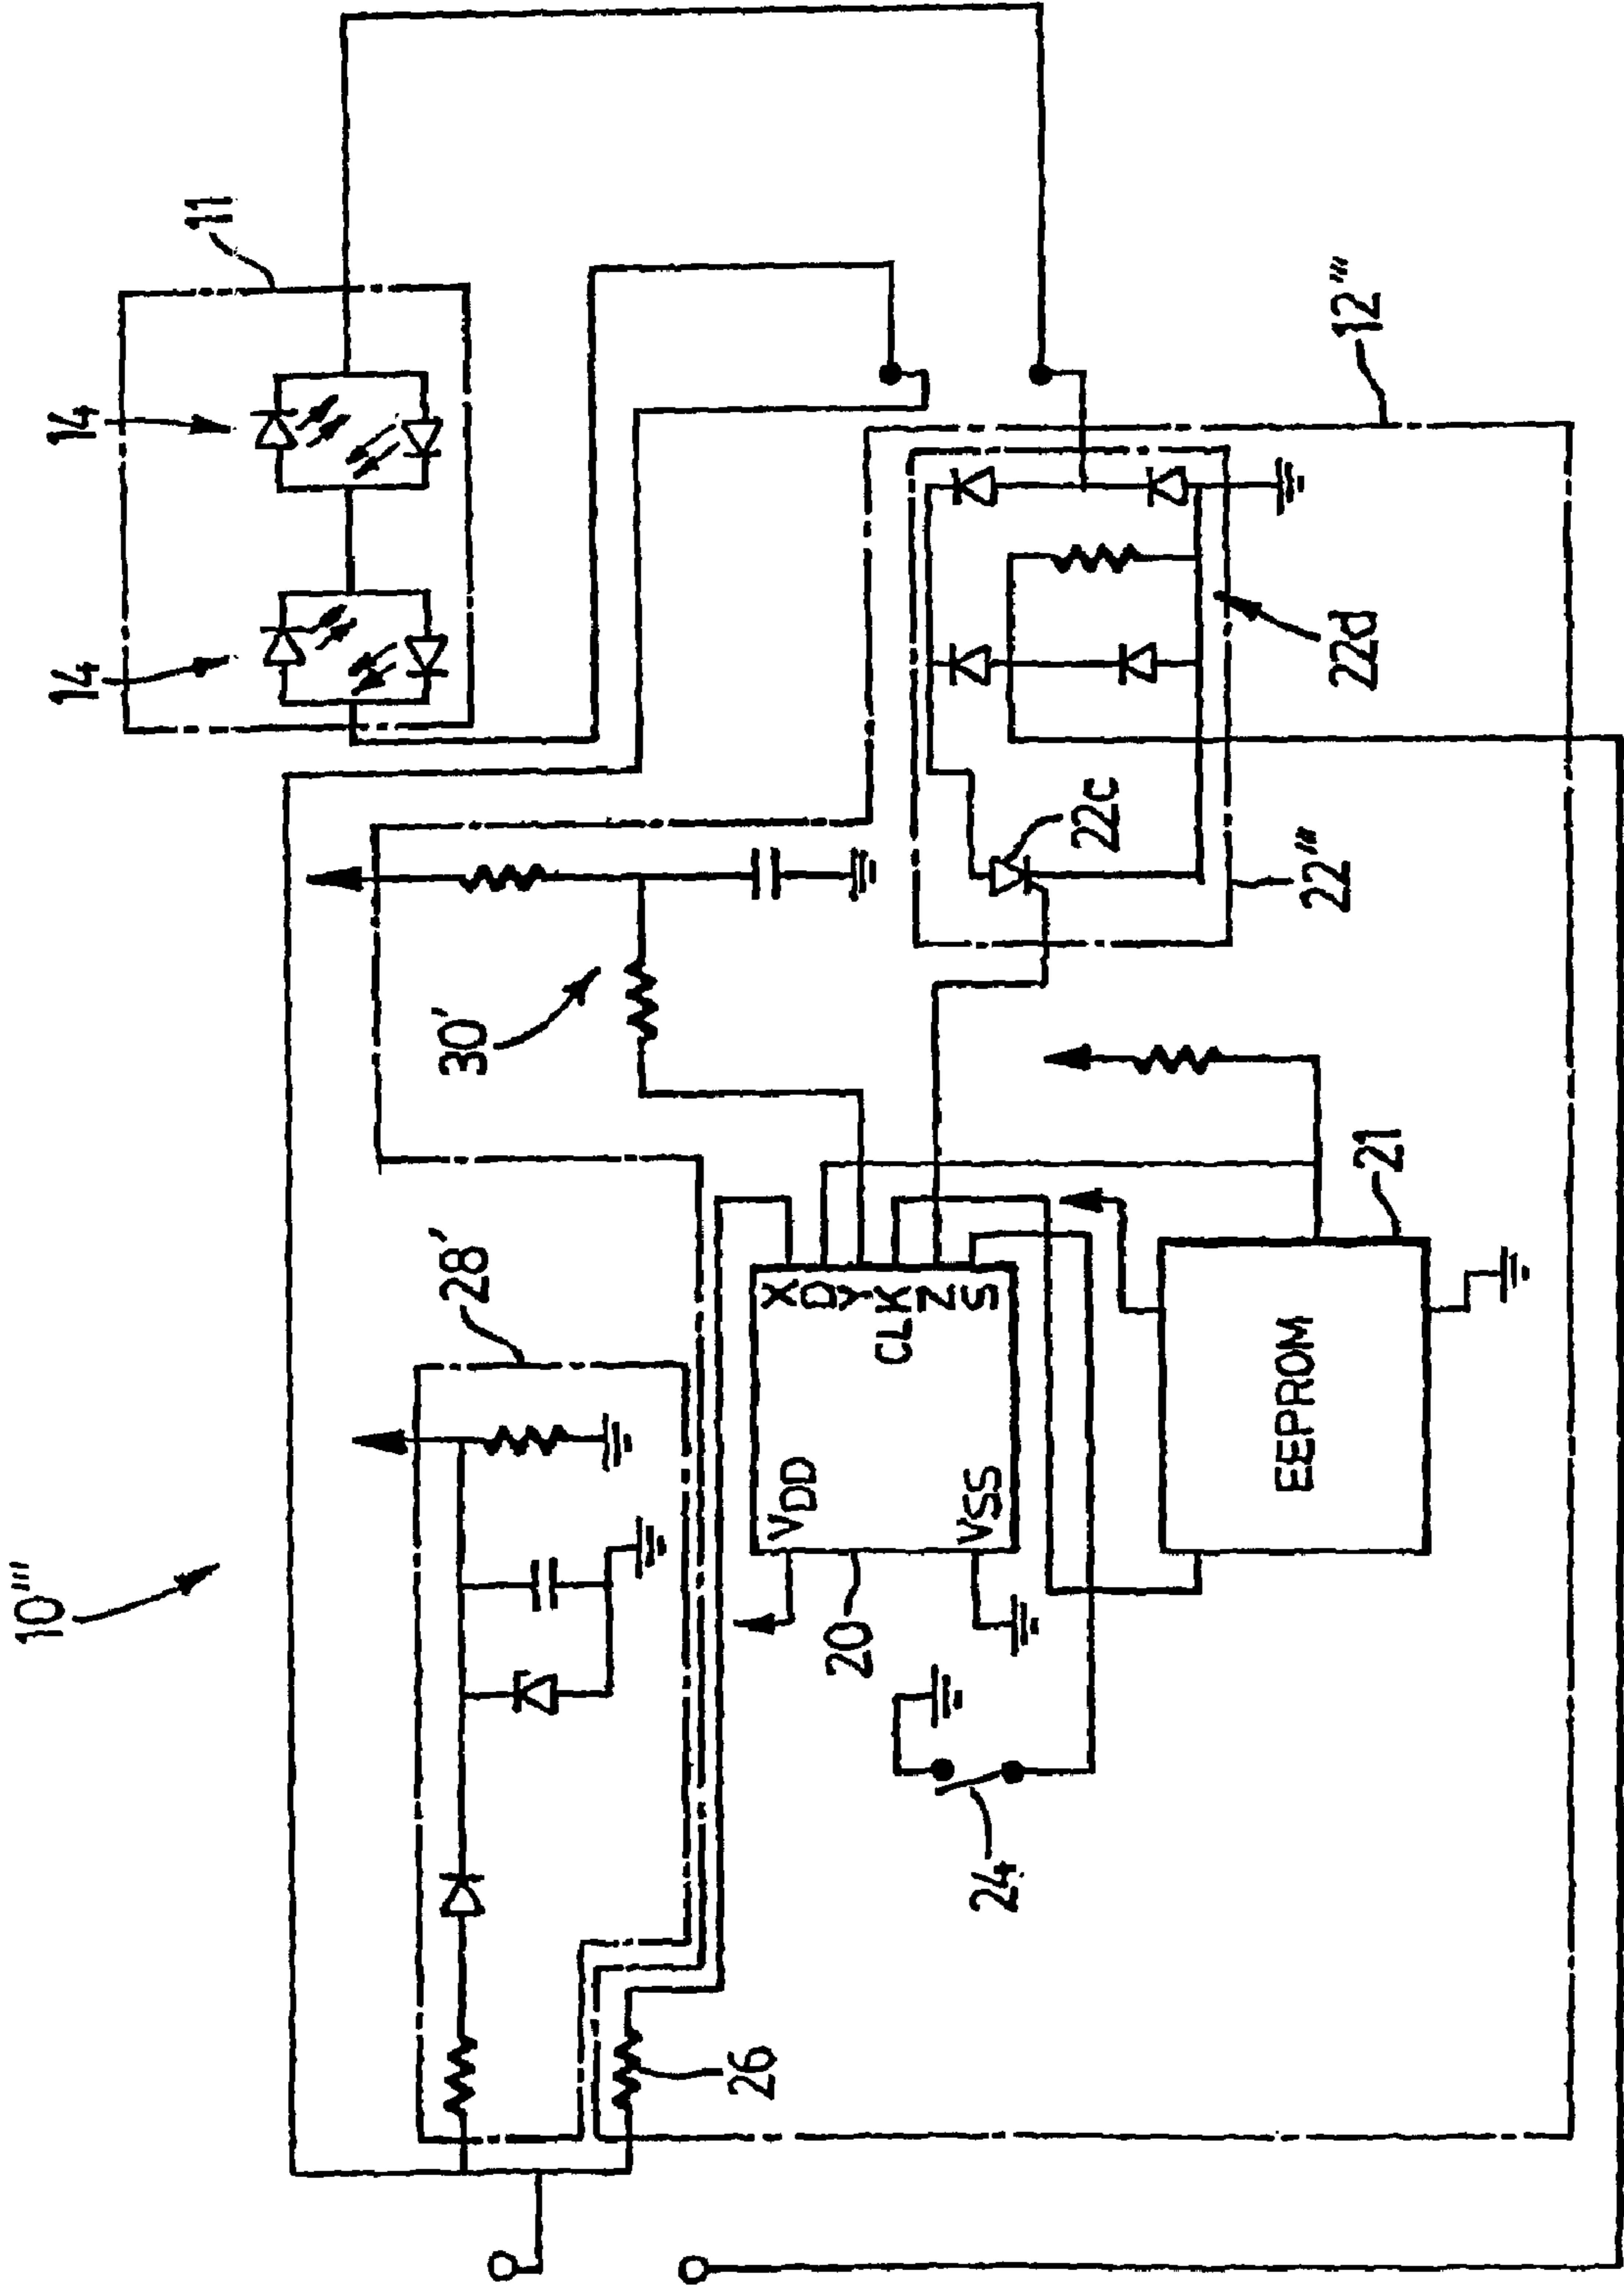 10'''
11
14
14
28'
30'
12'''
22c
22d
22'''
VDD
X
D
Y
CLK
Z
S
VSS
20
24
26
EEPROM
21